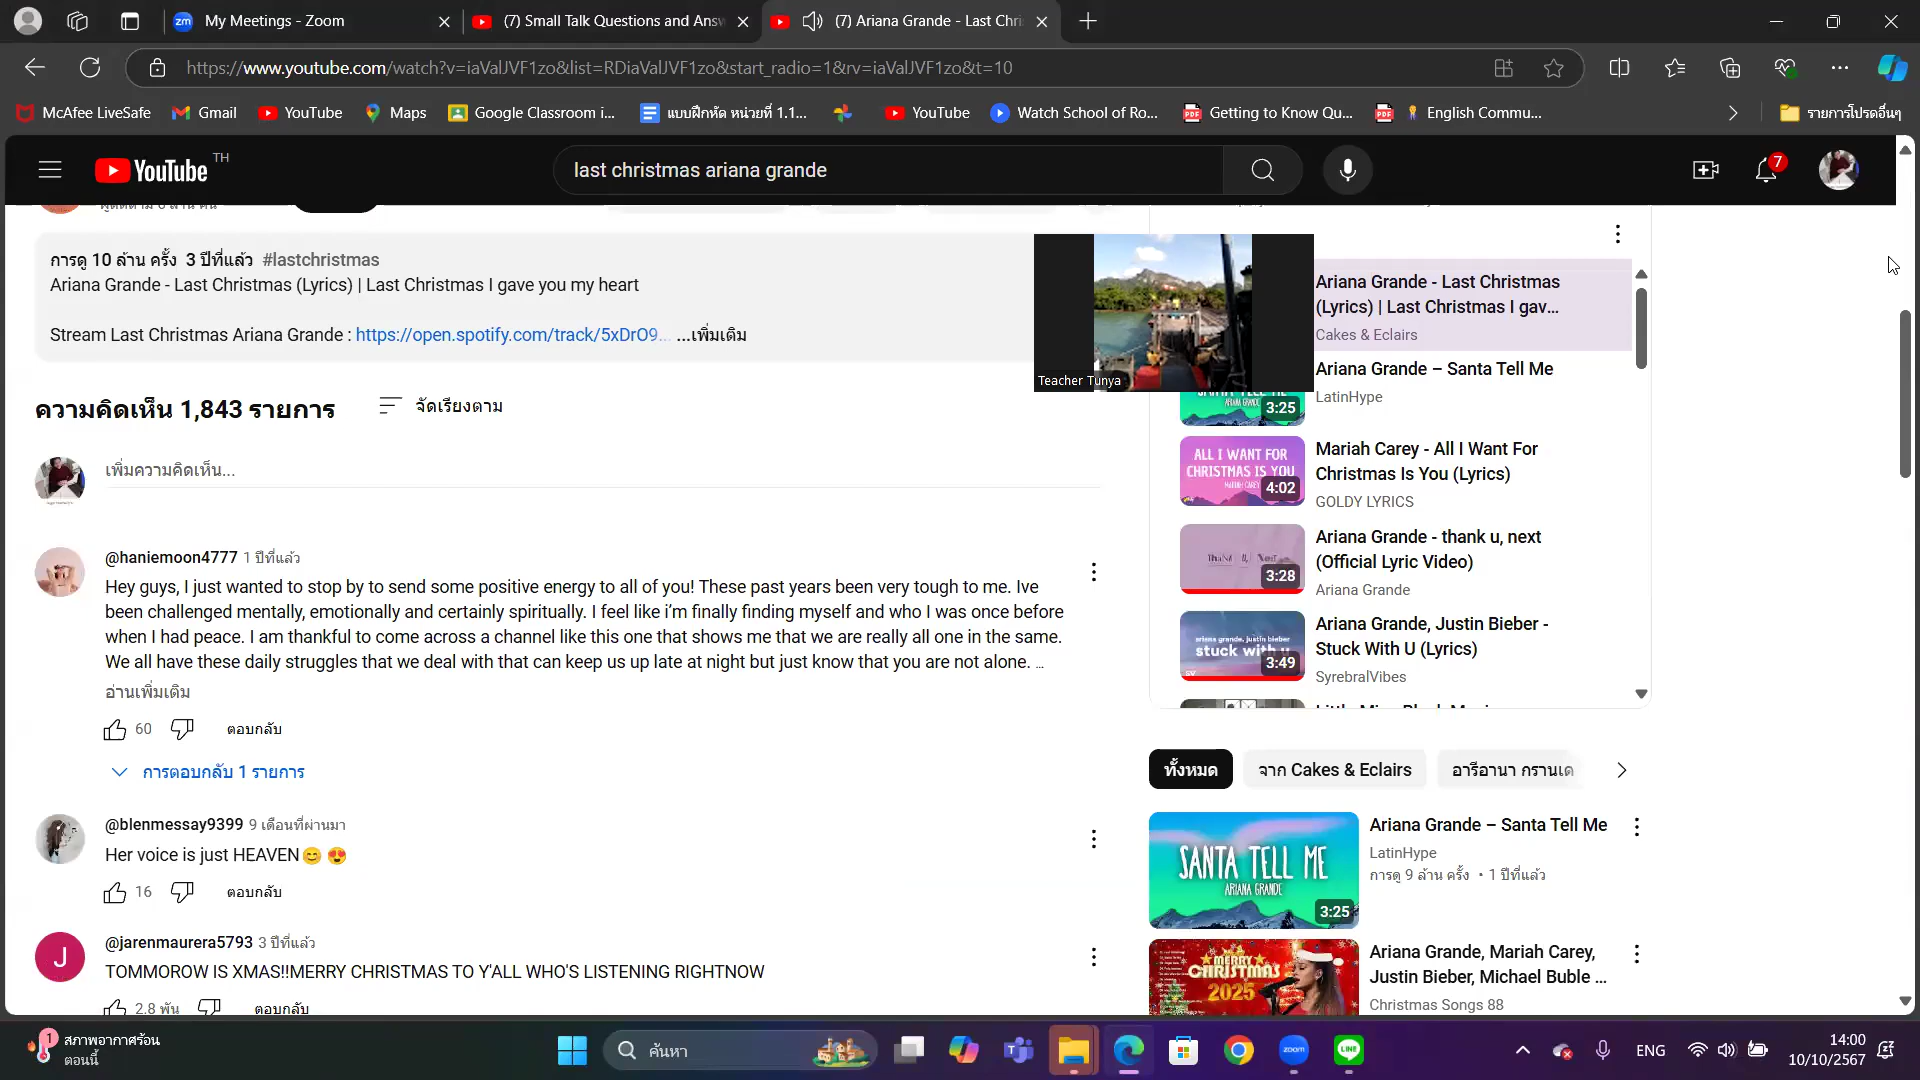 My Meetings - Zoom
(7) Small Talk Questions and Answ
(7) Ariana Grande - Last Chri
https://www.youtube.com/watch?v=iaValJVF1zo&list=RDiaValJVF1zo&start_radio=1&rv=iaValJVF1zo&t=10
McAfee LiveSafe
Gmail
YouTube
Maps
Google Classroom i...
แบบฝึกหัด หน่วยที่ 1.1...
YouTube
Watch School of Ro...
Getting to Know Qu...
English Commu...
รายการโปรดอื่นๆ
YouTube TH
last christmas ariana grande
7
การดู 10 ล้าน ครั้ง 3 ปีที่แล้ว #lastchristmas
Ariana Grande - Last Christmas (Lyrics) | Last Christmas I gave you my heart
Stream Last Christmas Ariana Grande : https://open.spotify.com/track/5xDrO9... ...เพิ่มเติม
ความคิดเห็น 1,843 รายการ
จัดเรียงตาม
เพิ่มความคิดเห็น...
@haniemoon4777 1 ปีที่แล้ว
Hey guys, I just wanted to stop by to send some positive energy to all of you! These past years been very tough to me. Ive
been challenged mentally, emotionally and certainly spiritually. I feel like i’m finally finding myself and who I was once before
when I had peace. I am thankful to come across a channel like this one that shows me that we are really all one in the same.
We all have these daily struggles that we deal with that can keep us up late at night but just know that you are not alone. ...
อ่านเพิ่มเติม
60
ตอบกลับ
การตอบกลับ 1 รายการ
@blenmessay9399 9 เดือนที่ผ่านมา
Her voice is just HEAVEN😊 😍
16
ตอบกลับ
@jarenmaurera5793 3 ปีที่แล้ว
J
TOMMOROW IS XMAS!!MERRY CHRISTMAS TO Y'ALL WHO'S LISTENING RIGHTNOW
2.8 พัน
ตอบกลับ
Teacher Tunya
Ariana Grande - Last Christmas
(Lyrics) | Last Christmas I gav...
Cakes & Eclairs
Ariana Grande – Santa Tell Me
LatinHype
ARIANA GRANDE
3:25
Mariah Carey - All I Want For
Christmas Is You (Lyrics)
GOLDY LYRICS
ALL I WANT FOR
CHRISTMAS IS YOU
4:02
Ariana Grande - thank u, next
(Official Lyric Video)
Ariana Grande
3:28
Ariana Grande, Justin Bieber -
Stuck With U (Lyrics)
SyrebralVibes
ariana grande, justin bieber
stuck with u
3:49
ทั้งหมด
จาก Cakes & Eclairs
อารีอานา กรานเด
Ariana Grande – Santa Tell Me
LatinHype
การดู 9 ล้าน ครั้ง • 1 ปีที่แล้ว
SANTA TELL ME
ARIANA GRANDE
3:25
Ariana Grande, Mariah Carey,
Justin Bieber, Michael Buble ...
Christmas Songs 88
MERRY
CHRISTMAS
2025
1
สภาพอากาศร้อน
ตอนนี้
ค้นหา
zoom
LINE
ENG
14:00
10/10/2567